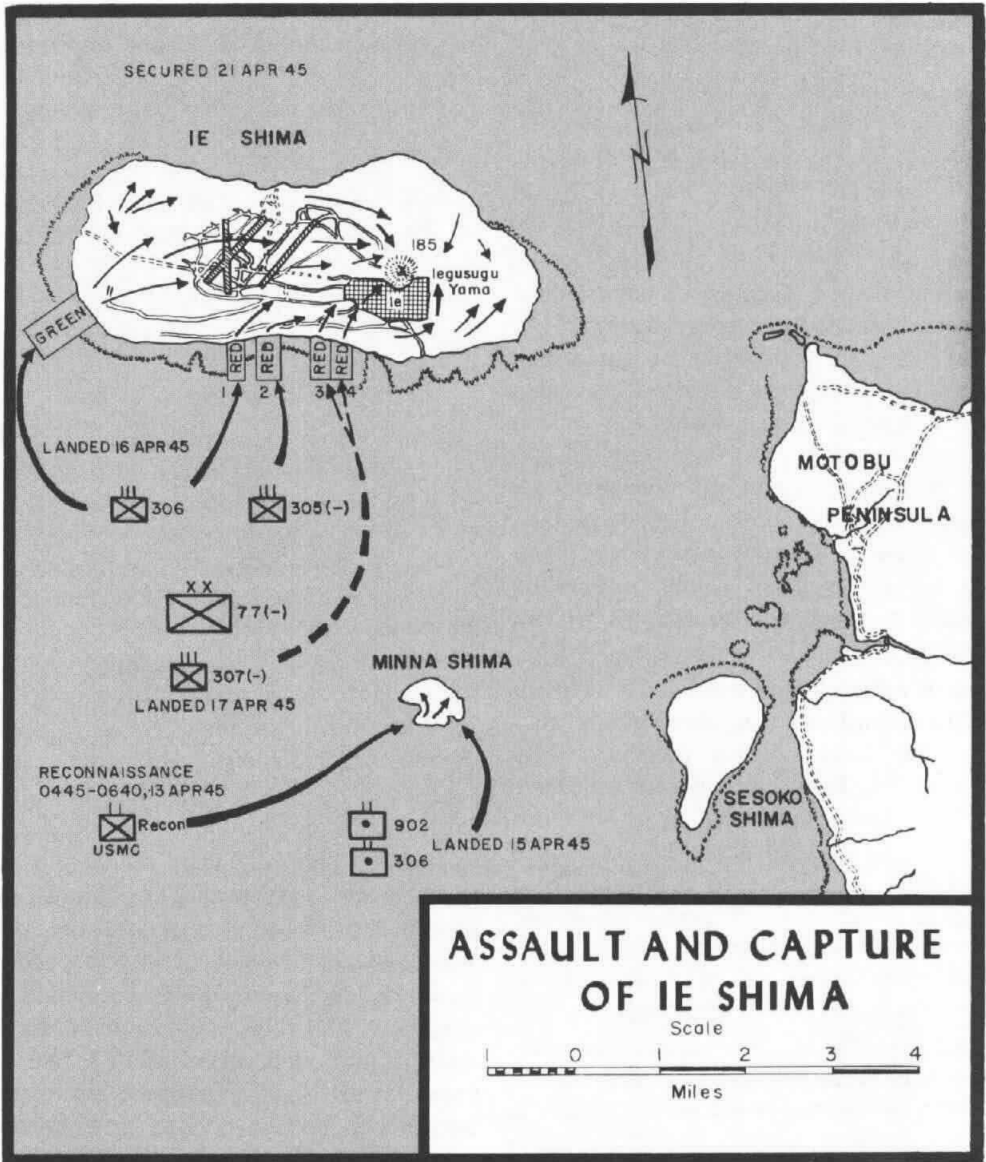 SECURED 21 APR 45
IE SHIMA
185
Iegusugu
Yama
Ie
GREEN
RED
RED
RED
RED
1
2
3
4
LANDED 16 APR 45
306
305(-)
MOTOBU
PENINSULA
XX
77(-)
307(-)
LANDED 17 APR 45
MINNA SHIMA
RECONNAISSANCE
0445-0640,13 APR 45
Recon
USMC
902
306
LANDED 15 APR 45
SESOKO
SHIMA
ASSAULT AND CAPTURE
OF IE SHIMA
Scale
1 0 1 2 3 4
Miles